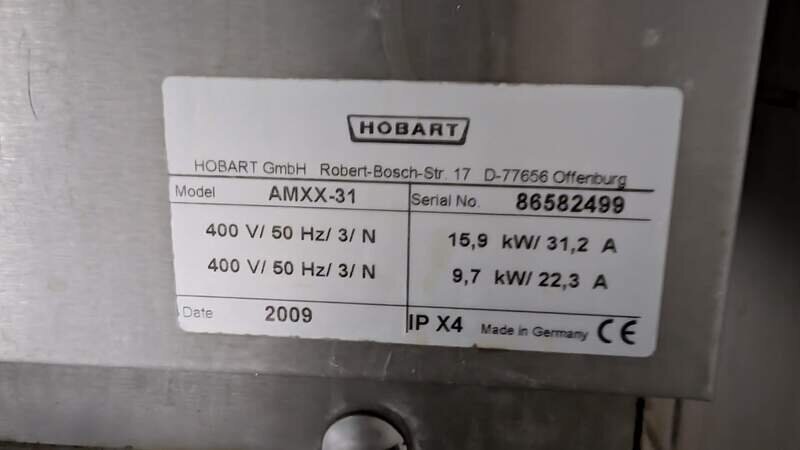 HOBART
HOBART GmbH Robert-Bosch-Str. 17 D-77656 Offenburg
Model AMXX-31 Serial No. 86582499
400 V/ 50 Hz/ 3/ N 15,9 kW/ 31,2 A
400 V/ 50 Hz/ 3/ N 9,7 kW/ 22,3 A
Date 2009 IP X4 Made in Germany CE